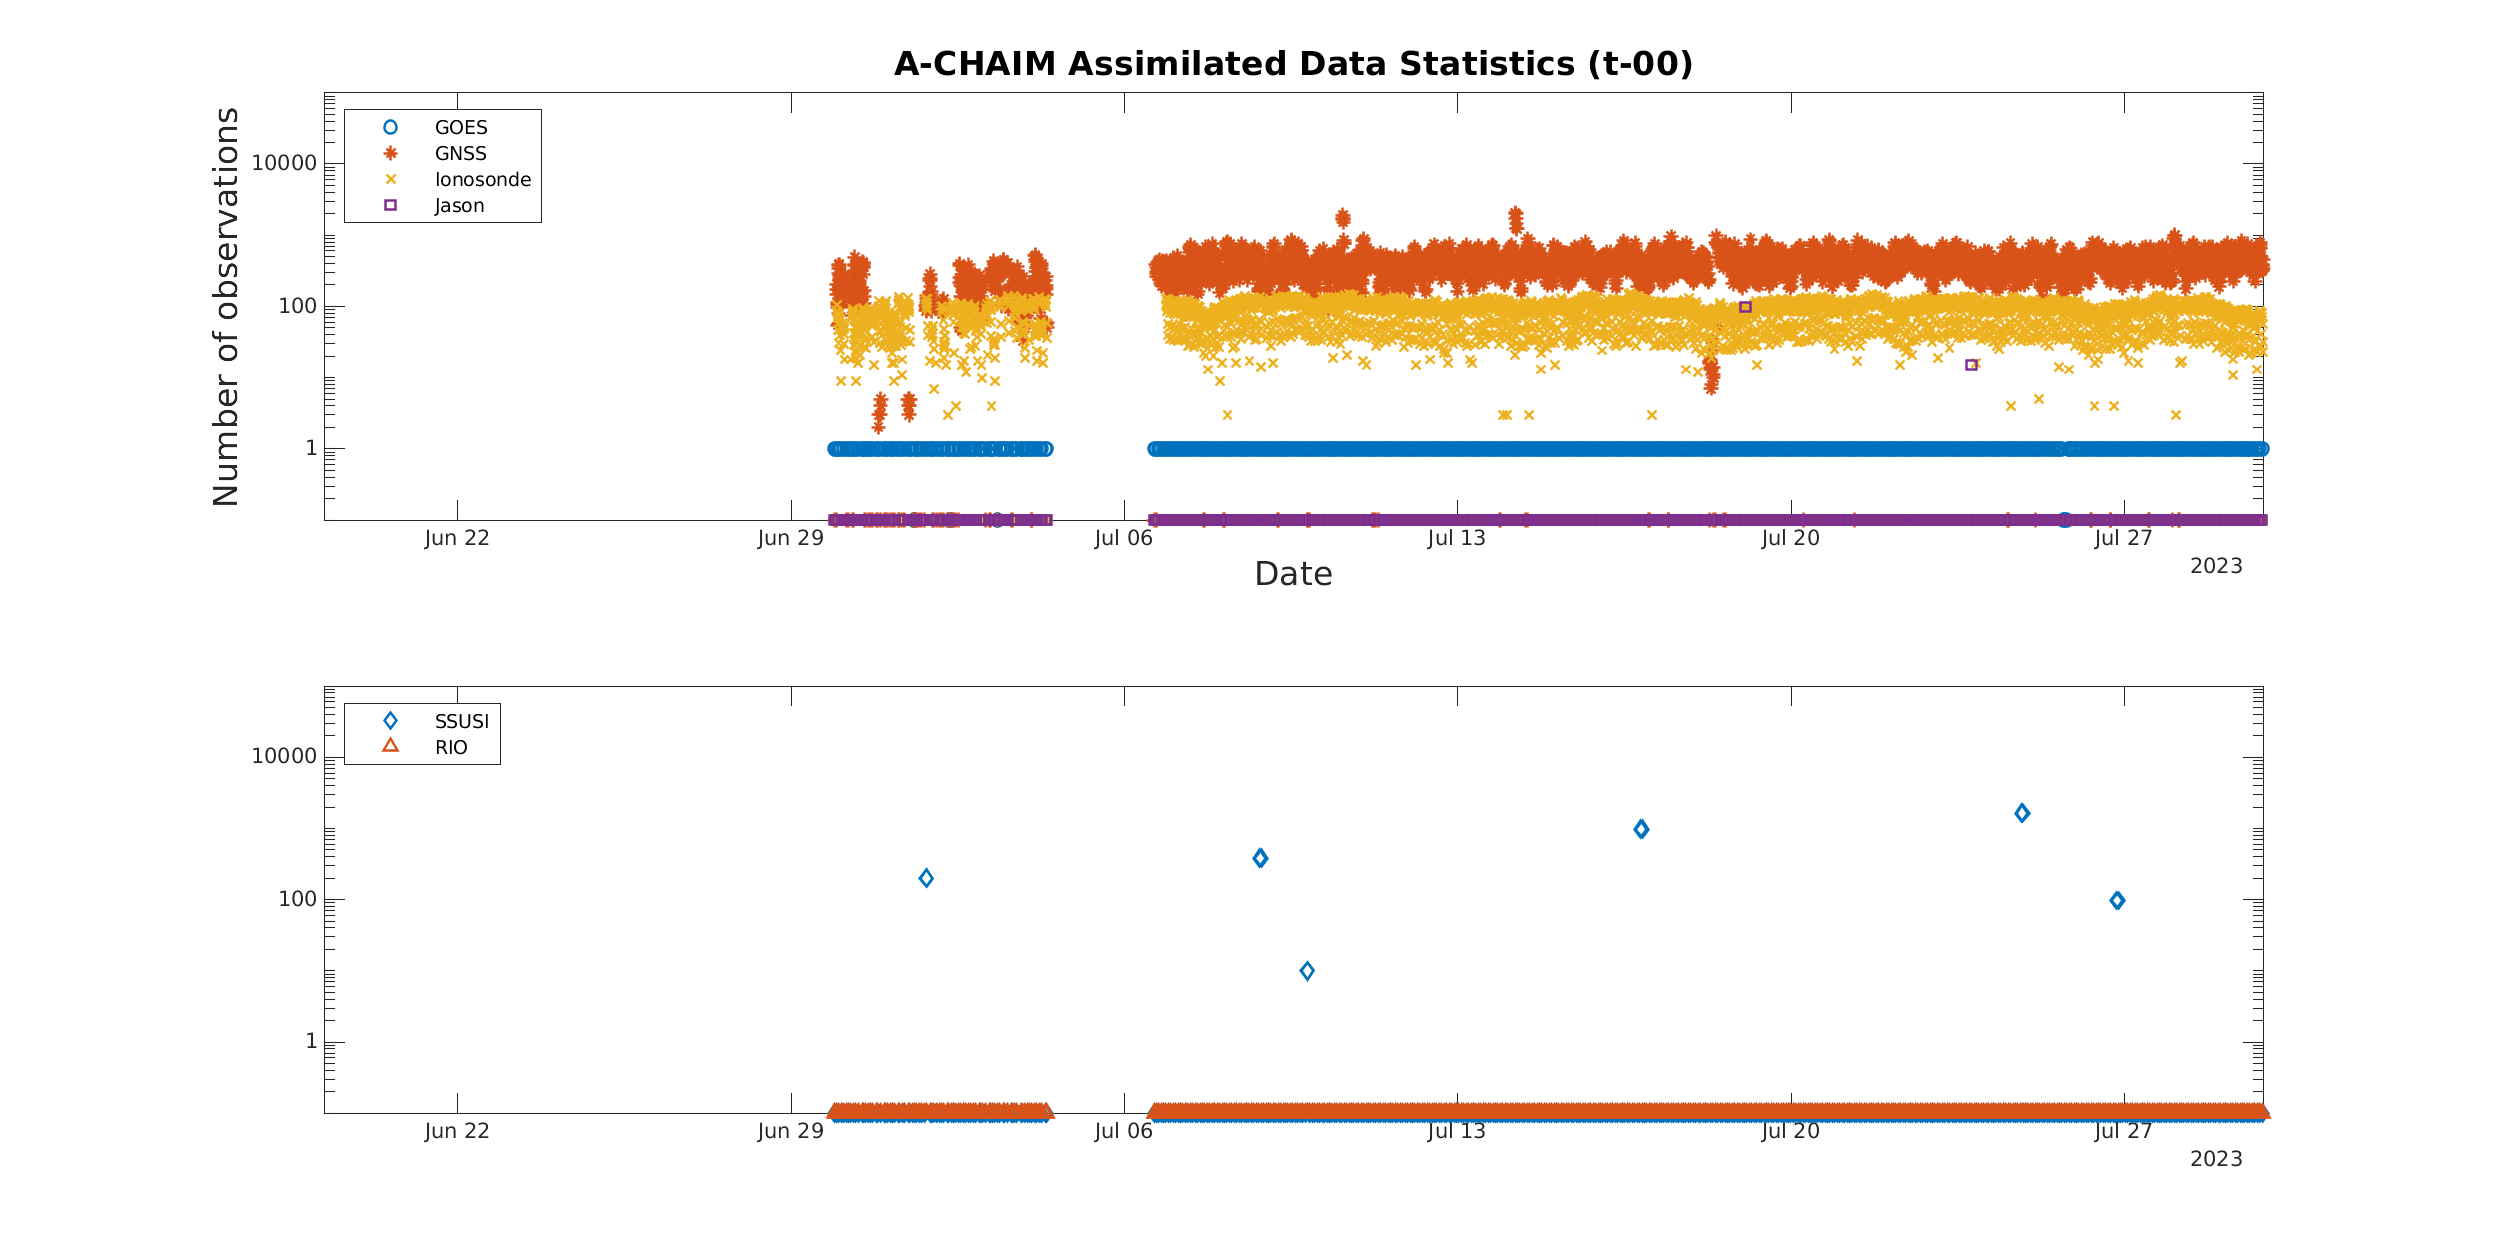 A-CHAIM Assimilated Data Statistics (t-00)
Number of observations
10000
100
1
GOES
GNSS
Ionosonde
Jason
Jun 22
Jun 29
Jul 06
Jul 13
Jul 20
Jul 27
2023
Date
10000
100
1
SSUSI
RIO
Jun 22
Jun 29
Jul 06
Jul 13
Jul 20
Jul 27
2023